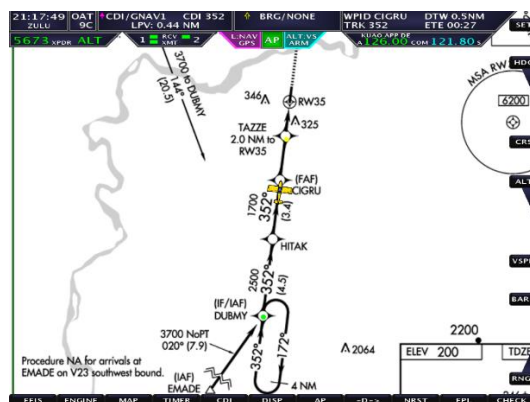 21:17:49 OAT CDI/GNAV1 CDI 352 BRG/NONE WPID CIGRU DTW 0.5NM
ZULU 9C LPV: 0.44 NM TRK 352 ETE 00:27
5673 XPDR ALT 1 RCV XMT 2 L:NAV GPS AP ALT:VS ARM KUAO APP DE A 126.00 COM 121.80 S
SET
HDG
CRS
ALT
VSPD
BAR
RNG
3700 to DUBMY
144°
(20.5)
346
RW35
325
TAZZE
2.0 NM to
RW35
MSA RW
6200
(FAF)
CIGRU
1700
352°
(3.4)
HITAK
2500
352°
(4.5)
(IF/IAF)
DUBMY
3700 NoPT
020° (7.9)
352°
172°
4 NM
(IAF)
EMADE
2064
Procedure NA for arrivals at
EMADE on V23 southwest bound.
2200
ELEV 200 TDZE
EFIS ENGINE MAP TIMER CDI DISP AP -D-> NRST FPL CHECK